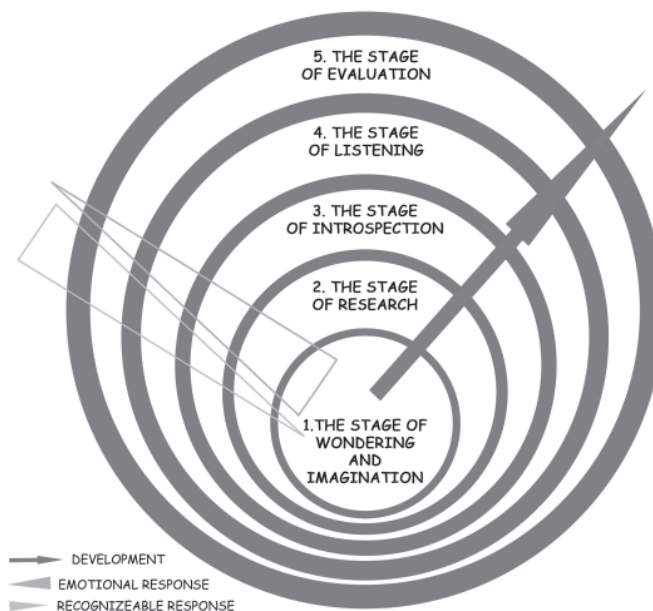 5. THE STAGE
OF EVALUATION
4. THE STAGE
OF LISTENING
3. THE STAGE
OF INTROSPECTION
2. THE STAGE
OF RESEARCH
1.THE STAGE OF
WONDERING
AND
IMAGINATION
DEVELOPMENT
EMOTIONAL RESPONSE
RECOGNIZEABLE RESPONSE